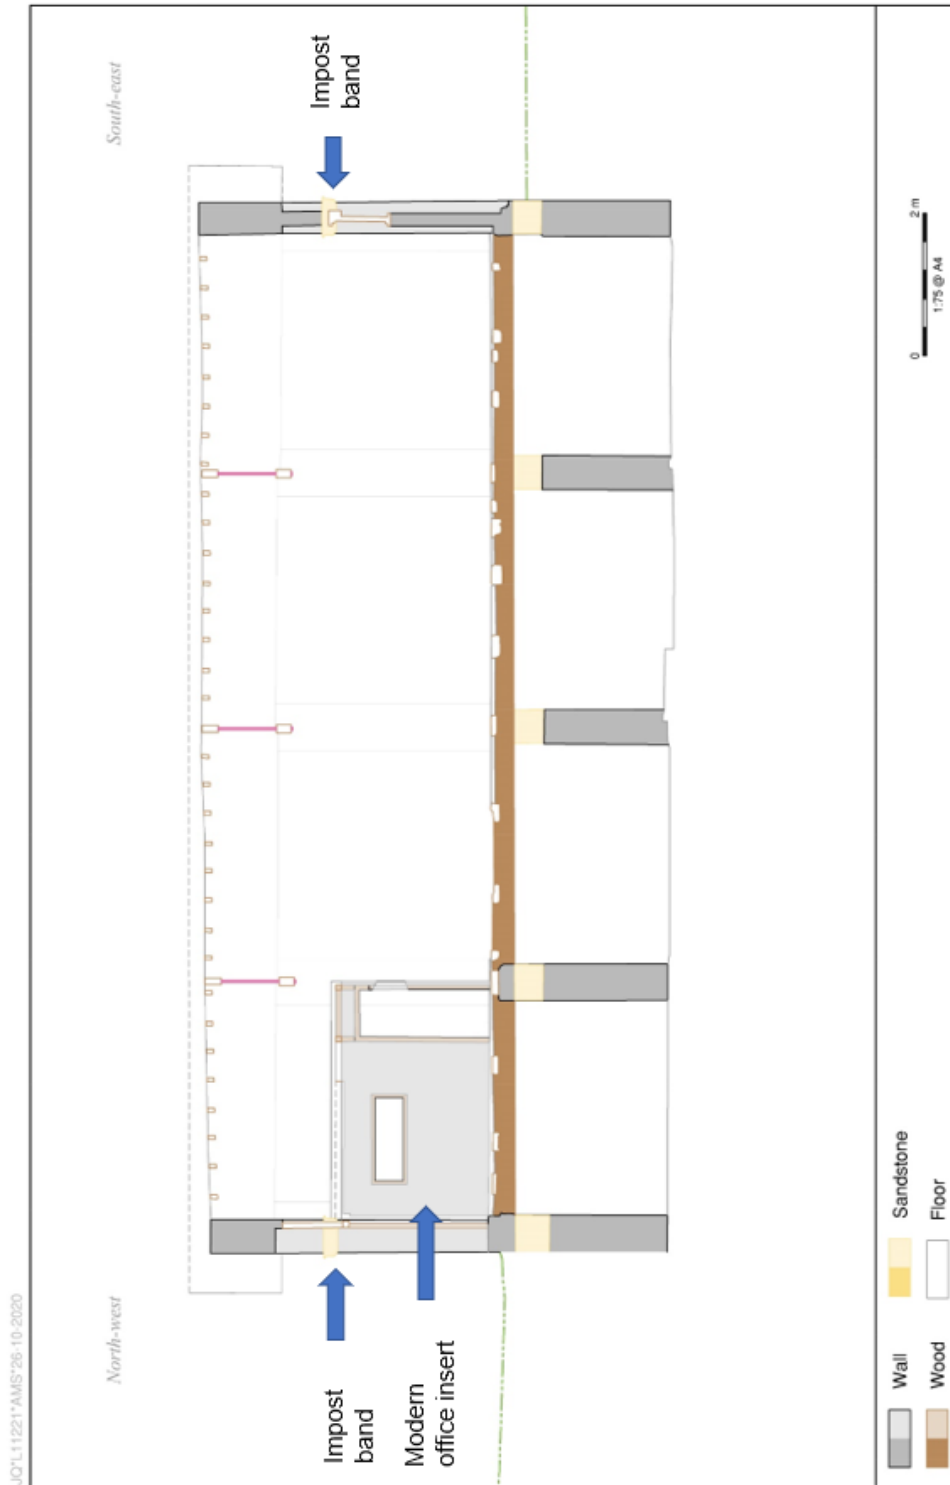 JQ*L11221*AMS*26-10-2020
North-west
South-east
Impost
band
Modern
office insert
Impost
band
Wall
Sandstone
Wood
Floor
0
2 m
1:75 @ A4